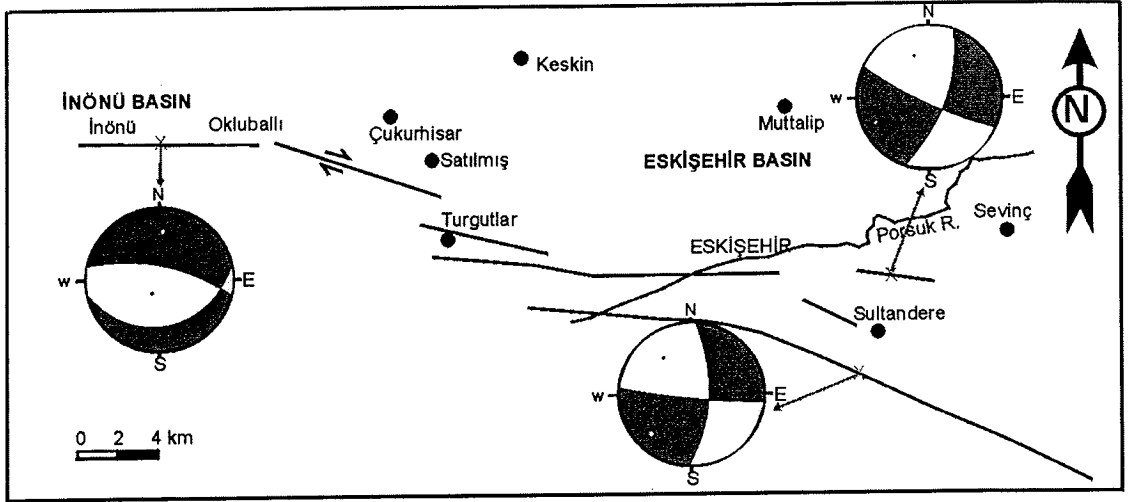 N
W
E
S
N
Keskin
İNÖNÜ BASIN
İnönü
Okluballı
Çukurhisar
Satılmış
Muttalip
ESKİŞEHİR BASIN
Turgutlar
Sevinç
Porsuk R.
ESKİŞEHİR
N
W
E
S
Sultandere
N
W
E
S
0 2 4 km